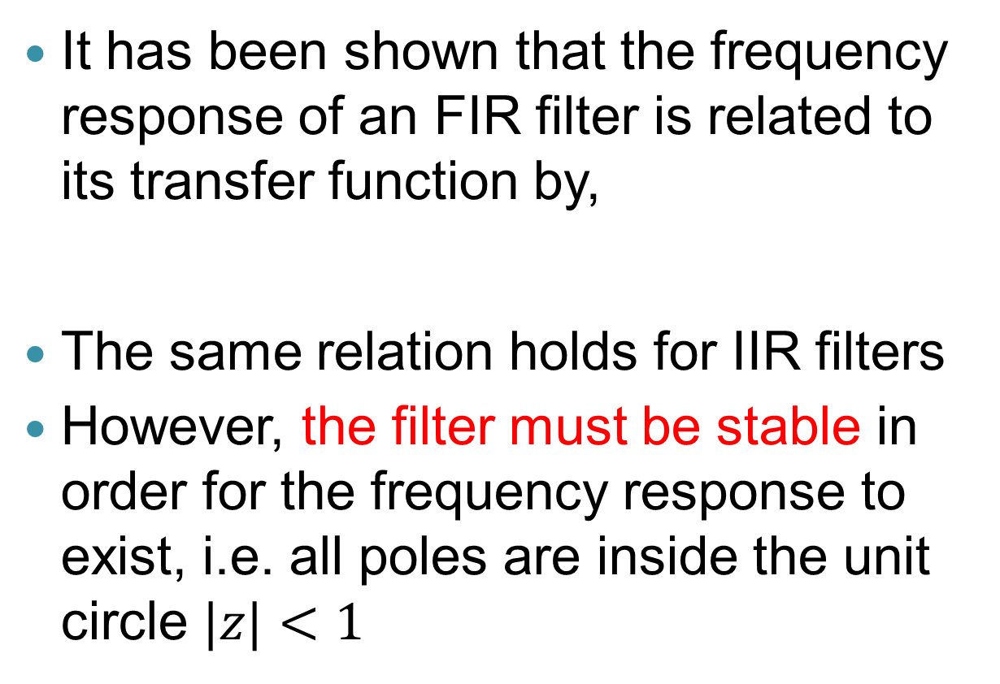 • It has been shown that the frequency
response of an FIR filter is related to
its transfer function by,
• The same relation holds for IIR filters
• However, the filter must be stable in
order for the frequency response to
exist, i.e. all poles are inside the unit
circle |z| < 1